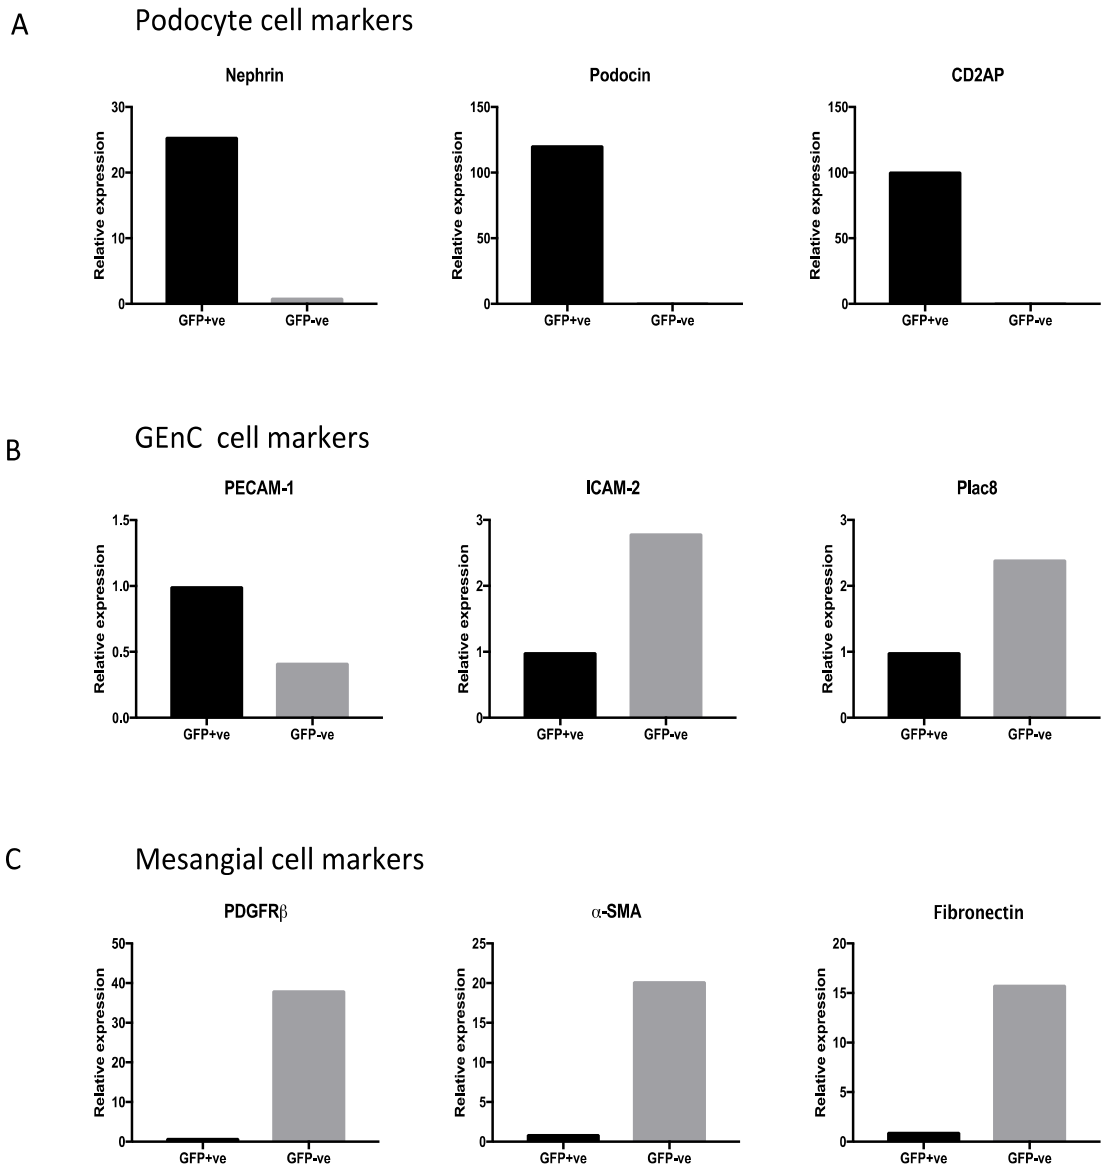 A
Podocyte cell markers
Nephrin
Podocin
CD2AP
Relative expression
30
20
10
0
GFP+ve
GFP-ve
Relative expression
150
100
50
0
GFP+ve
GFP-ve
Relative expression
150
100
50
0
GFP+ve
GFP-ve
B
GEnC cell markers
PECAM-1
ICAM-2
Plac8
Relative expression
1.5
1.0
0.5
0.0
GFP+ve
GFP-ve
Relative expression
3
2
1
0
GFP+ve
GFP-ve
Relative expression
3
2
1
0
GFP+ve
GFP-ve
C
Mesangial cell markers
PDGFRβ
α-SMA
Fibronectin
Relative expression
50
40
30
20
10
0
GFP+ve
GFP-ve
Relative expression
25
20
15
10
5
0
GFP+ve
GFP-ve
Relative expression
20
15
10
5
0
GFP+ve
GFP-ve